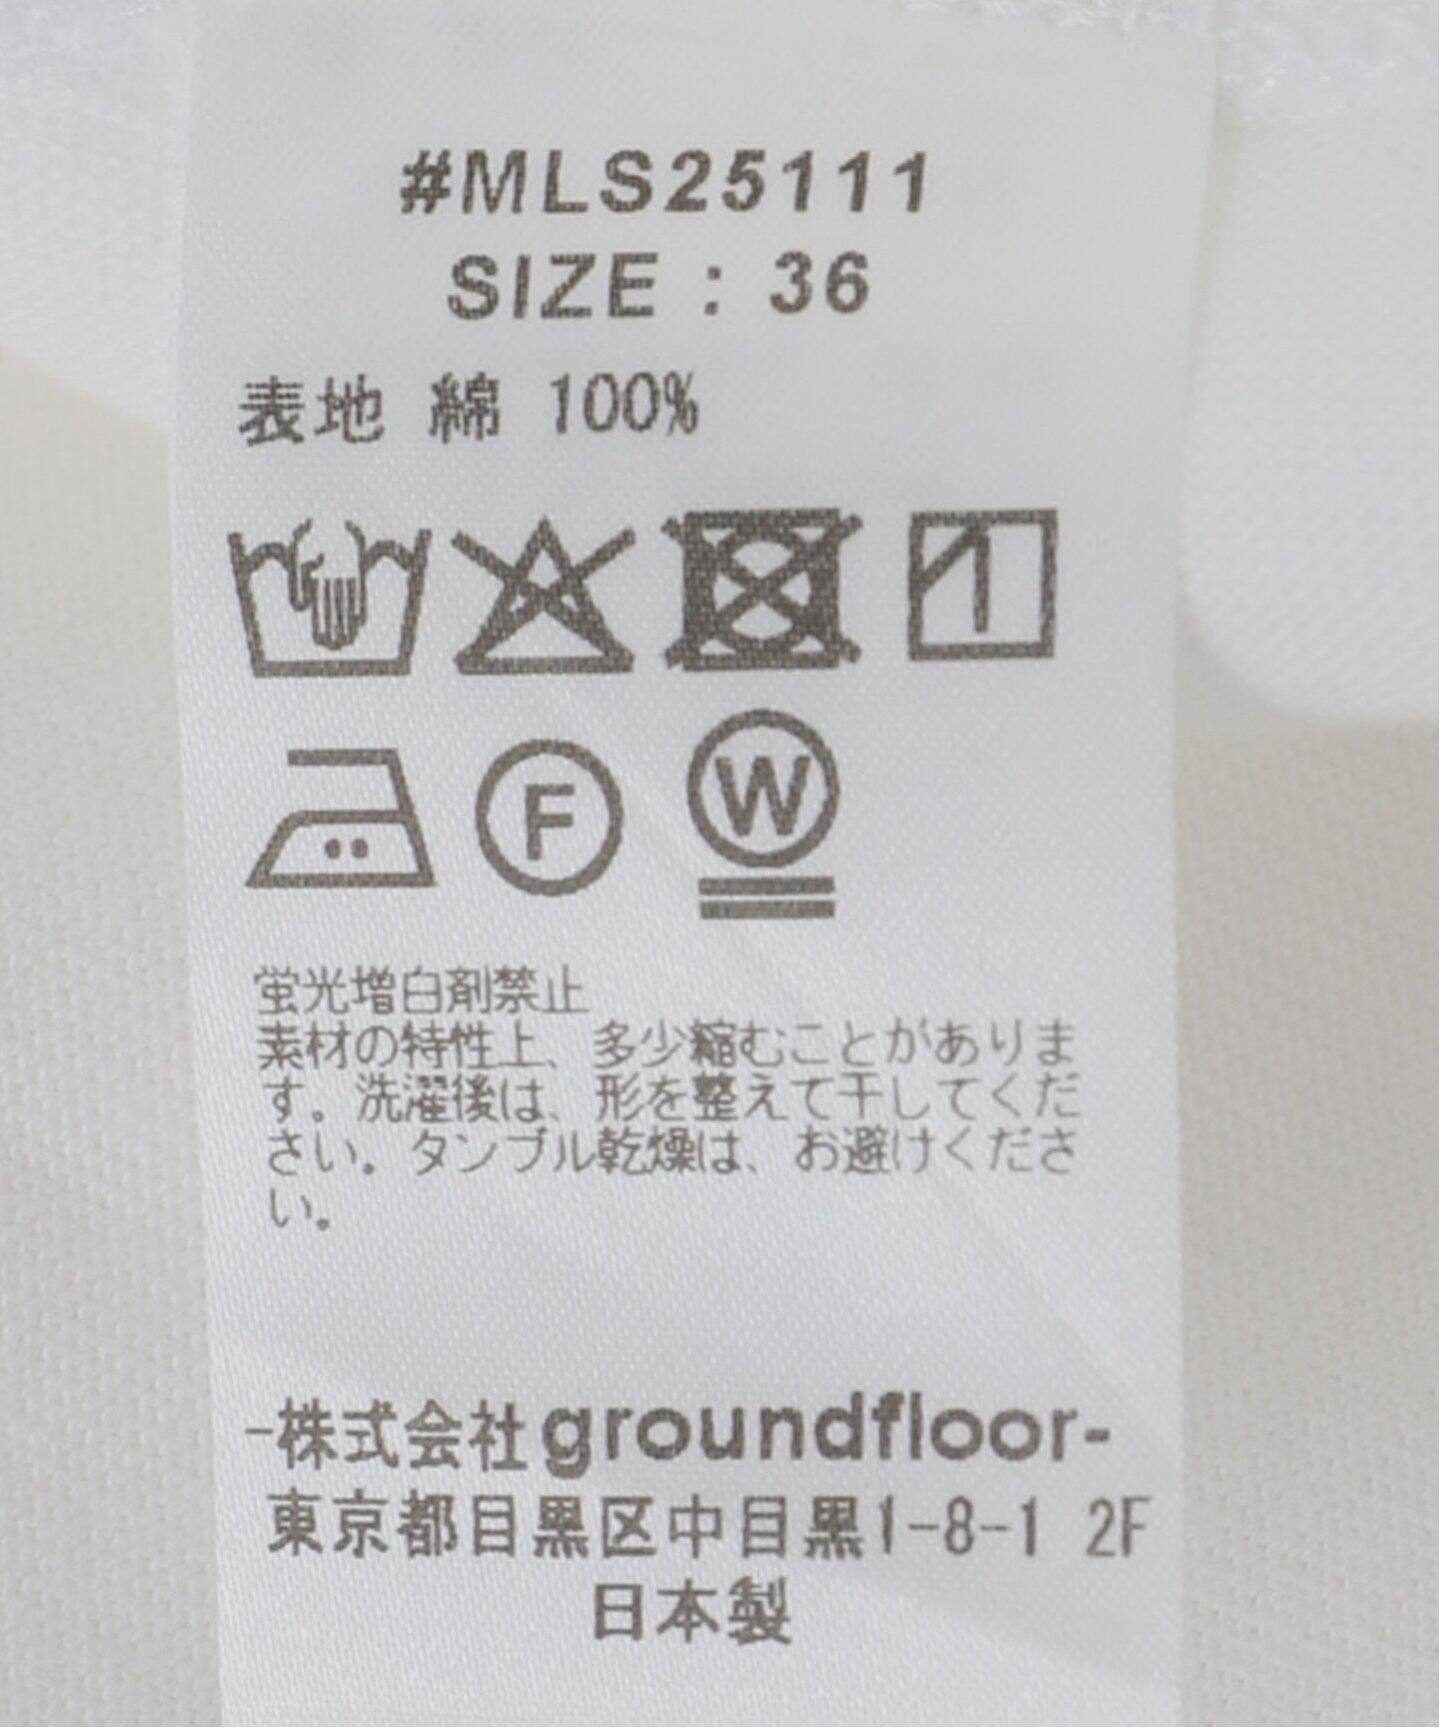 #MLS25111
SIZE : 36
表地 綿 100%
F
W
蛍光増白剤禁止
素材の特性上、多少縮むことがありま
す。洗濯後は、形を整えて干してくだ
さい。タンブル乾燥は、お避けくださ
い。
-株式会社groundfloor-
東京都目黒区中目黒1-8-1 2F
日本製